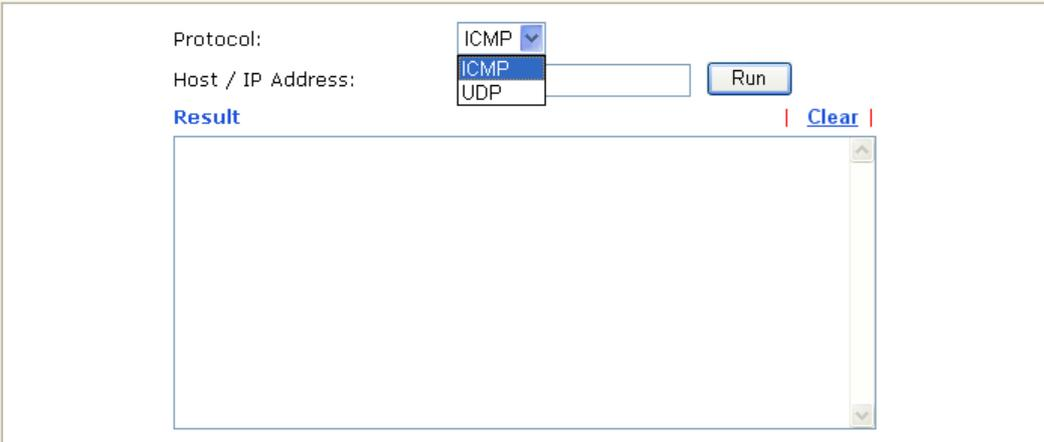 Protocol: ICMP
ICMP
UDP
Host / IP Address: Run
Result | Clear |